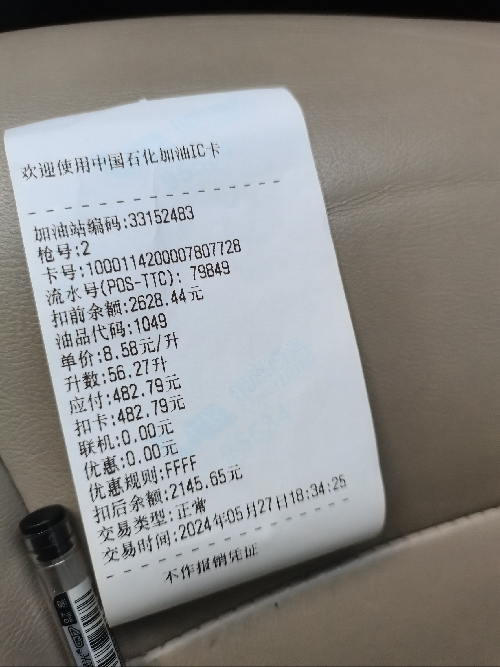 欢迎使用中国石化加油IC卡
加油站编码:33152483
枪号:2
卡号:1000114200007807728
流水号(POS-TTC): 79849
扣前余额:2628.44元
油品代码:1049
单价:8.58元/升
升数:56.27升
应付:482.79元
扣卡:482.79元
联机:0.00元
优惠:0.00元
优惠规则:FFFF
扣后余额:2145.65元
交易类型:正常
交易时间:2024年05月27日18:34:25
不作报销凭证